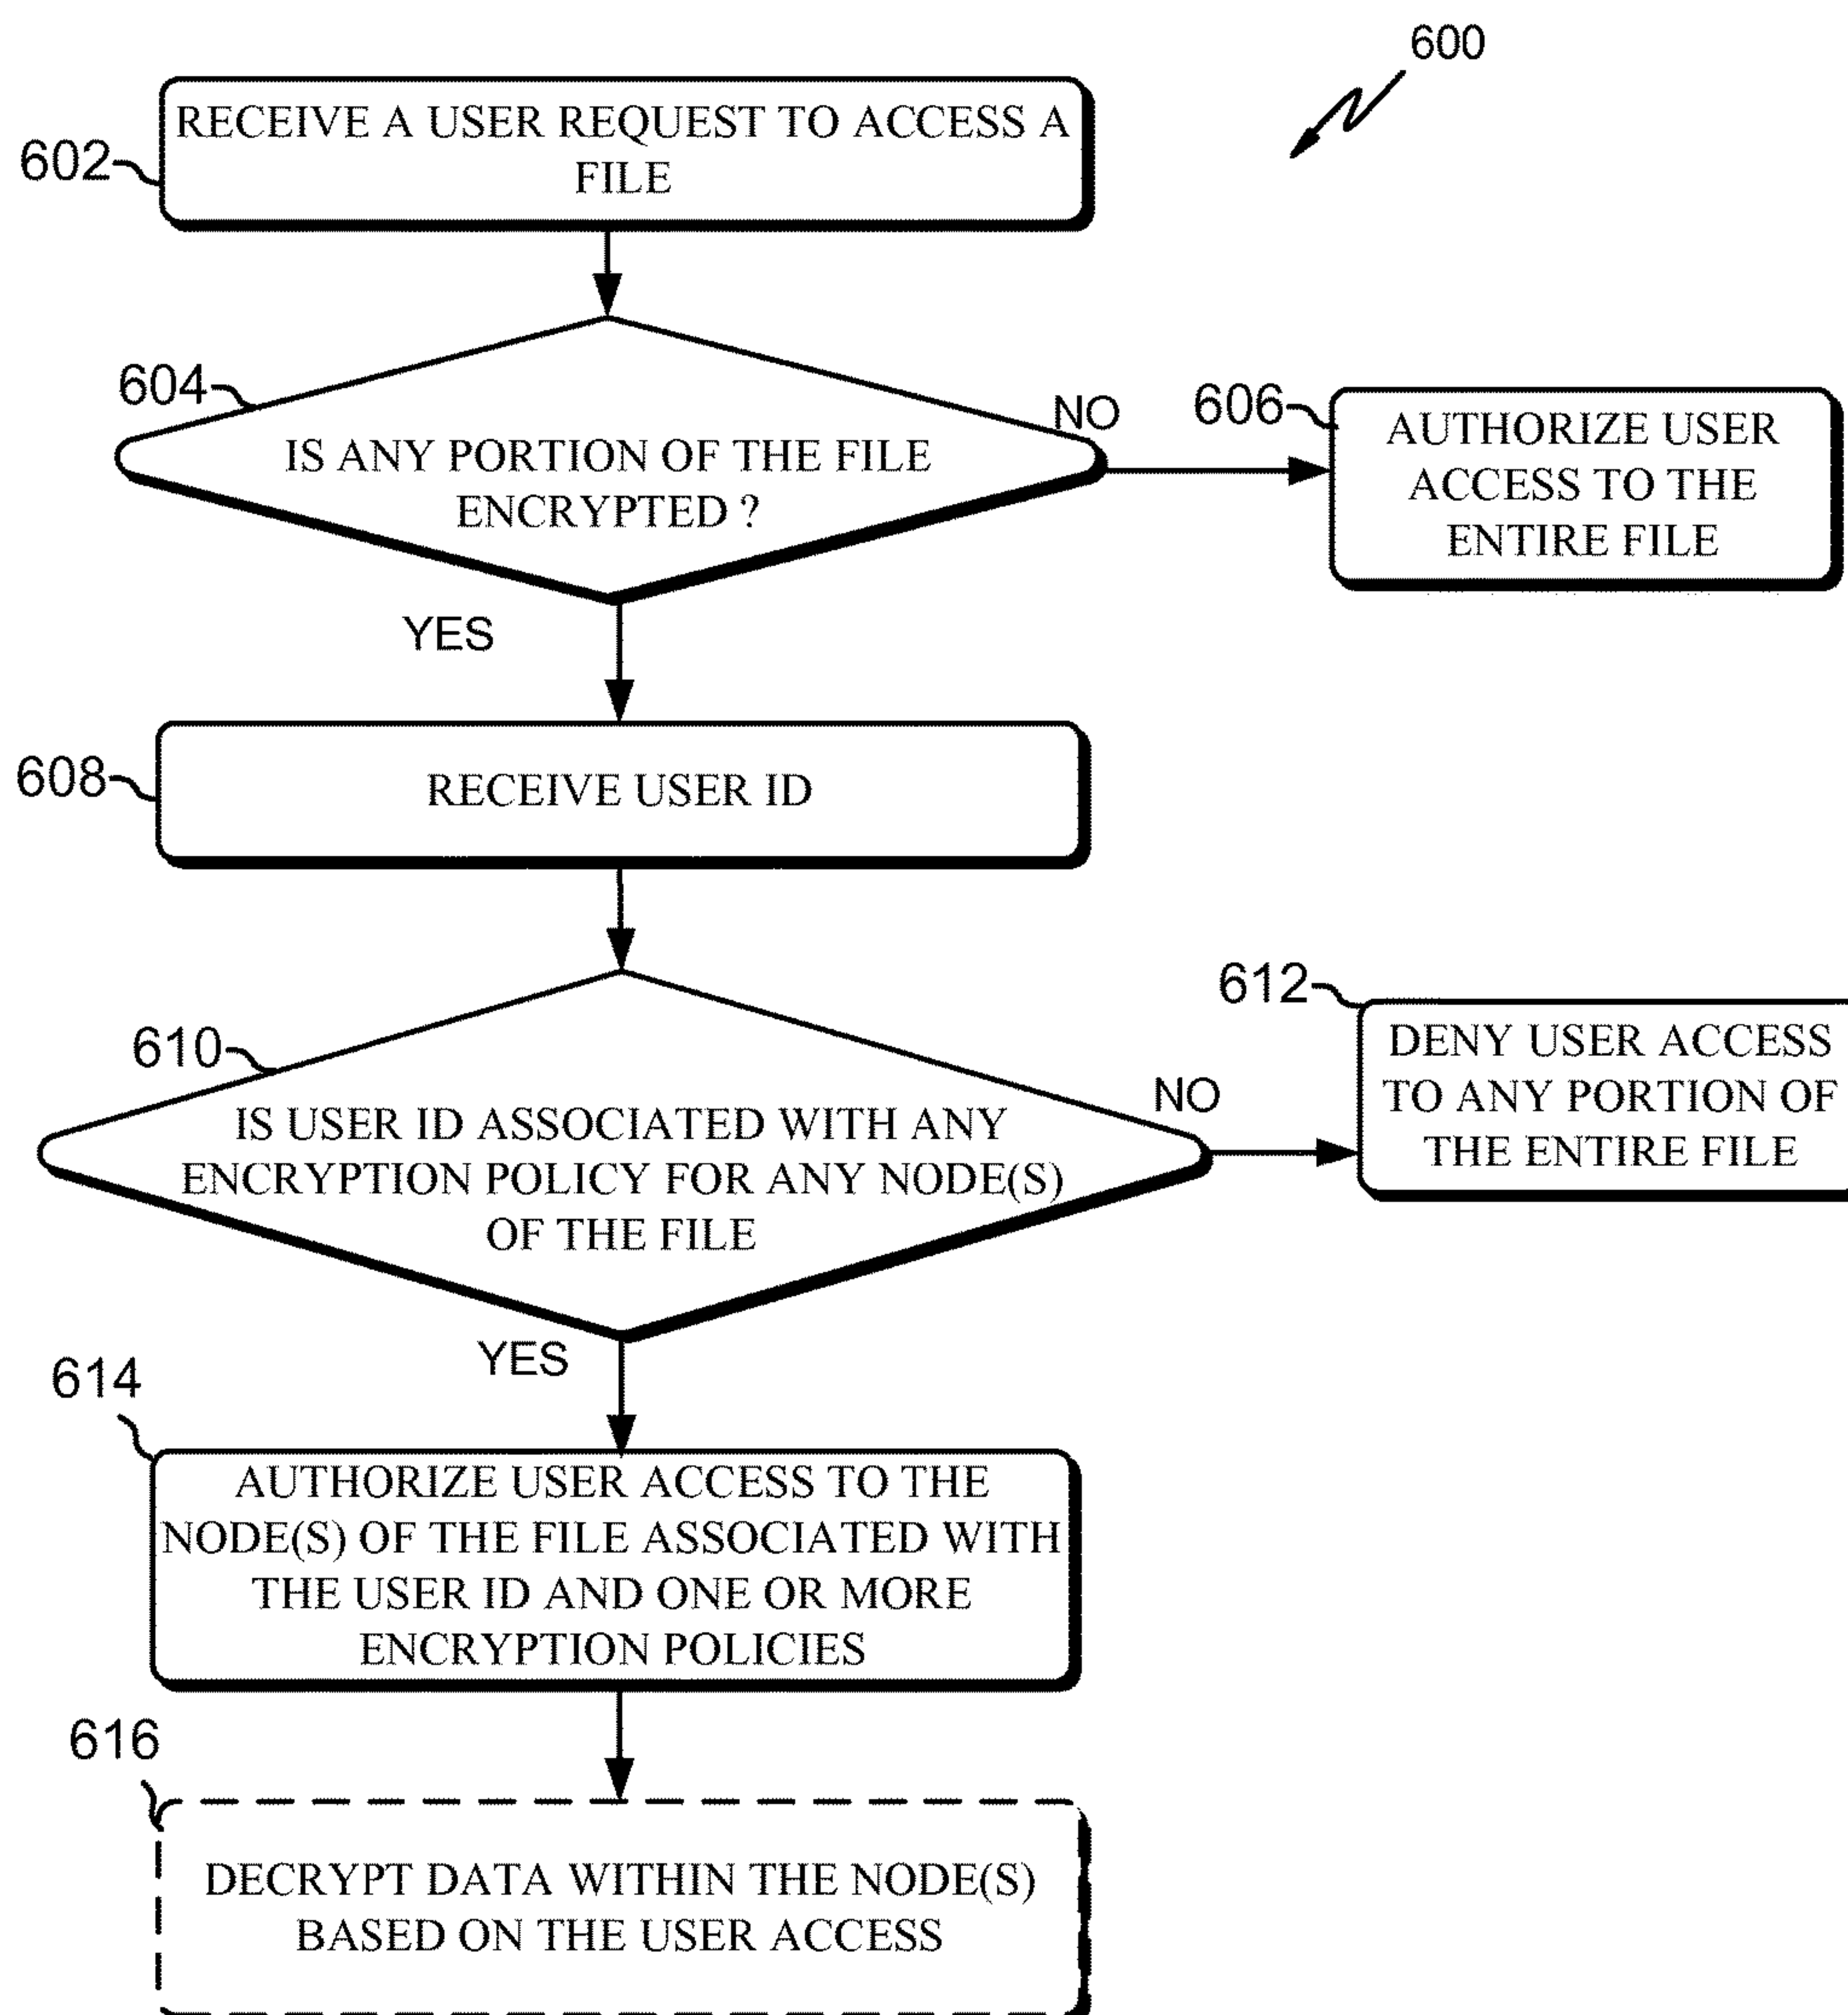 600
RECEIVE A USER REQUEST TO ACCESS A
FILE
602
604
IS ANY PORTION OF THE FILE
ENCRYPTED ?
NO
606
AUTHORIZE USER
ACCESS TO THE
ENTIRE FILE
YES
608
RECEIVE USER ID
610
IS USER ID ASSOCIATED WITH ANY
ENCRYPTION POLICY FOR ANY NODE(S)
OF THE FILE
NO
612
DENY USER ACCESS
TO ANY PORTION OF
THE ENTIRE FILE
YES
614
AUTHORIZE USER ACCESS TO THE
NODE(S) OF THE FILE ASSOCIATED WITH
THE USER ID AND ONE OR MORE
ENCRYPTION POLICIES
616
DECRYPT DATA WITHIN THE NODE(S)
BASED ON THE USER ACCESS